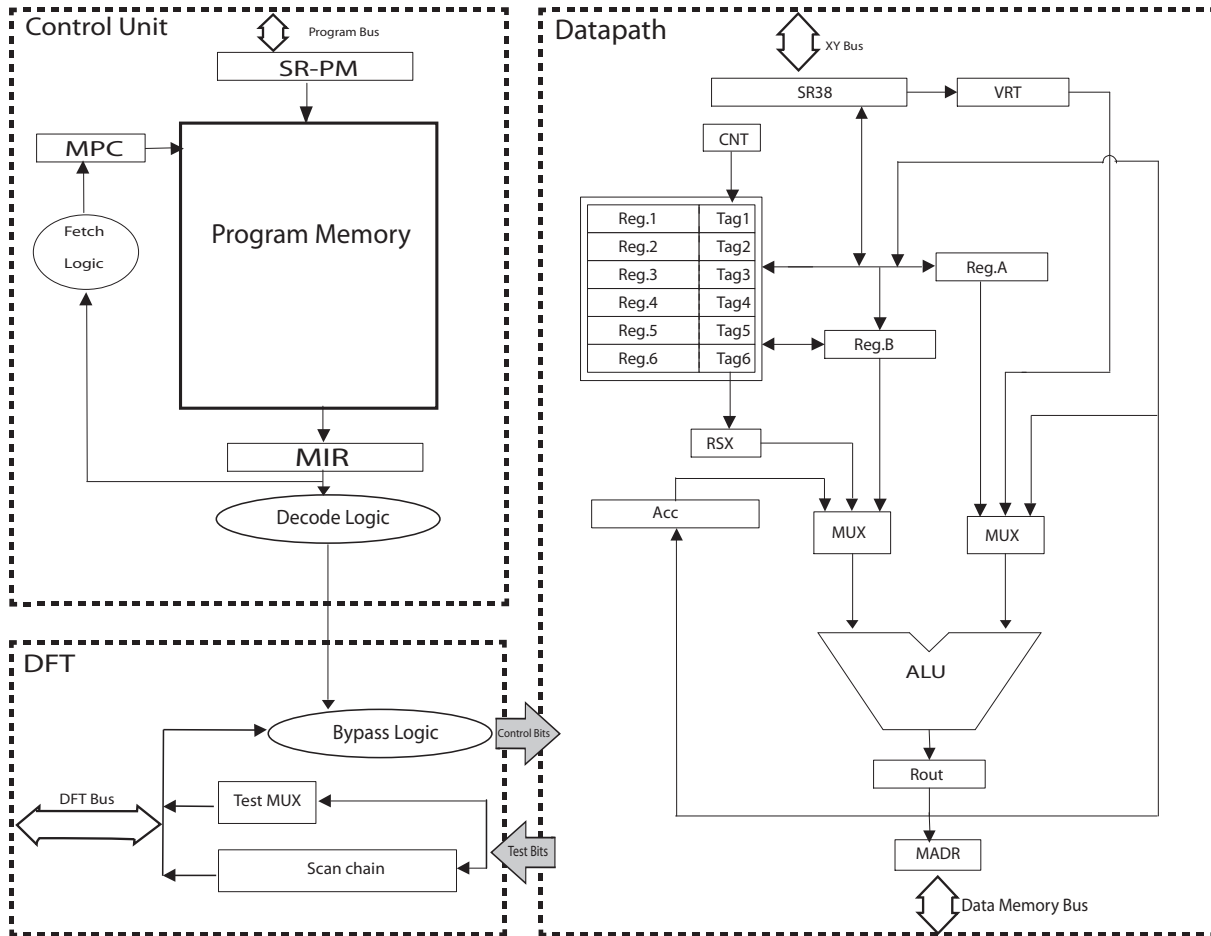 Control Unit
Program Bus
SR-PM
MPC
Fetch
Logic
Program Memory
MIR
Decode Logic
DFT
Bypass Logic
Control Bits
DFT Bus
Test MUX
Test Bits
Scan chain
Datapath
XY Bus
SR38
VRT
CNT
Reg.1 Tag1
Reg.2 Tag2
Reg.3 Tag3
Reg.4 Tag4
Reg.5 Tag5
Reg.6 Tag6
Reg.A
Reg.B
RSX
Acc
MUX
MUX
ALU
Rout
MADR
Data Memory Bus